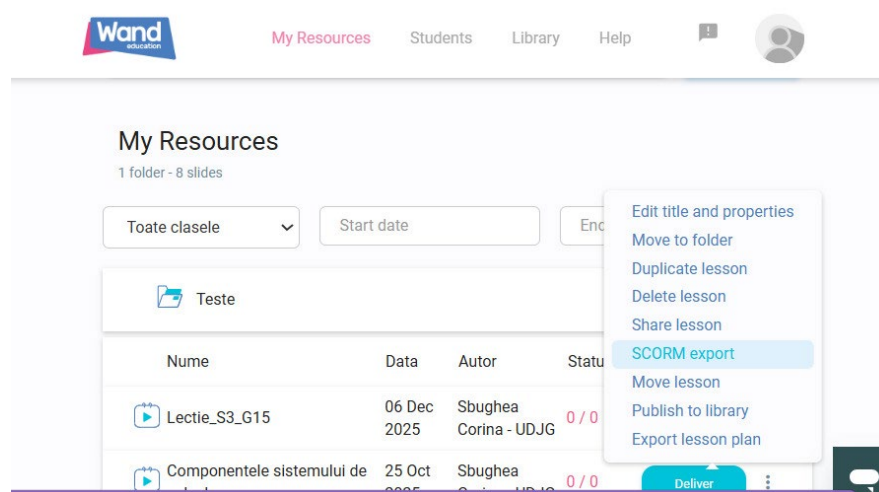 Wand
education
My Resources Students Library Help
My Resources
1 folder - 8 slides
Toate clasele Start date
Edit title and properties
Move to folder
Duplicate lesson
Delete lesson
Share lesson
SCORM export
Move lesson
Publish to library
Export lesson plan
Teste
Nume Data Autor
Lectie_S3_G15 06 Dec 2025 Sbughea Corina - UDJG 0 / 0
Componentele sistemului de 25 Oct Sbughea 0 / 0 Deliver